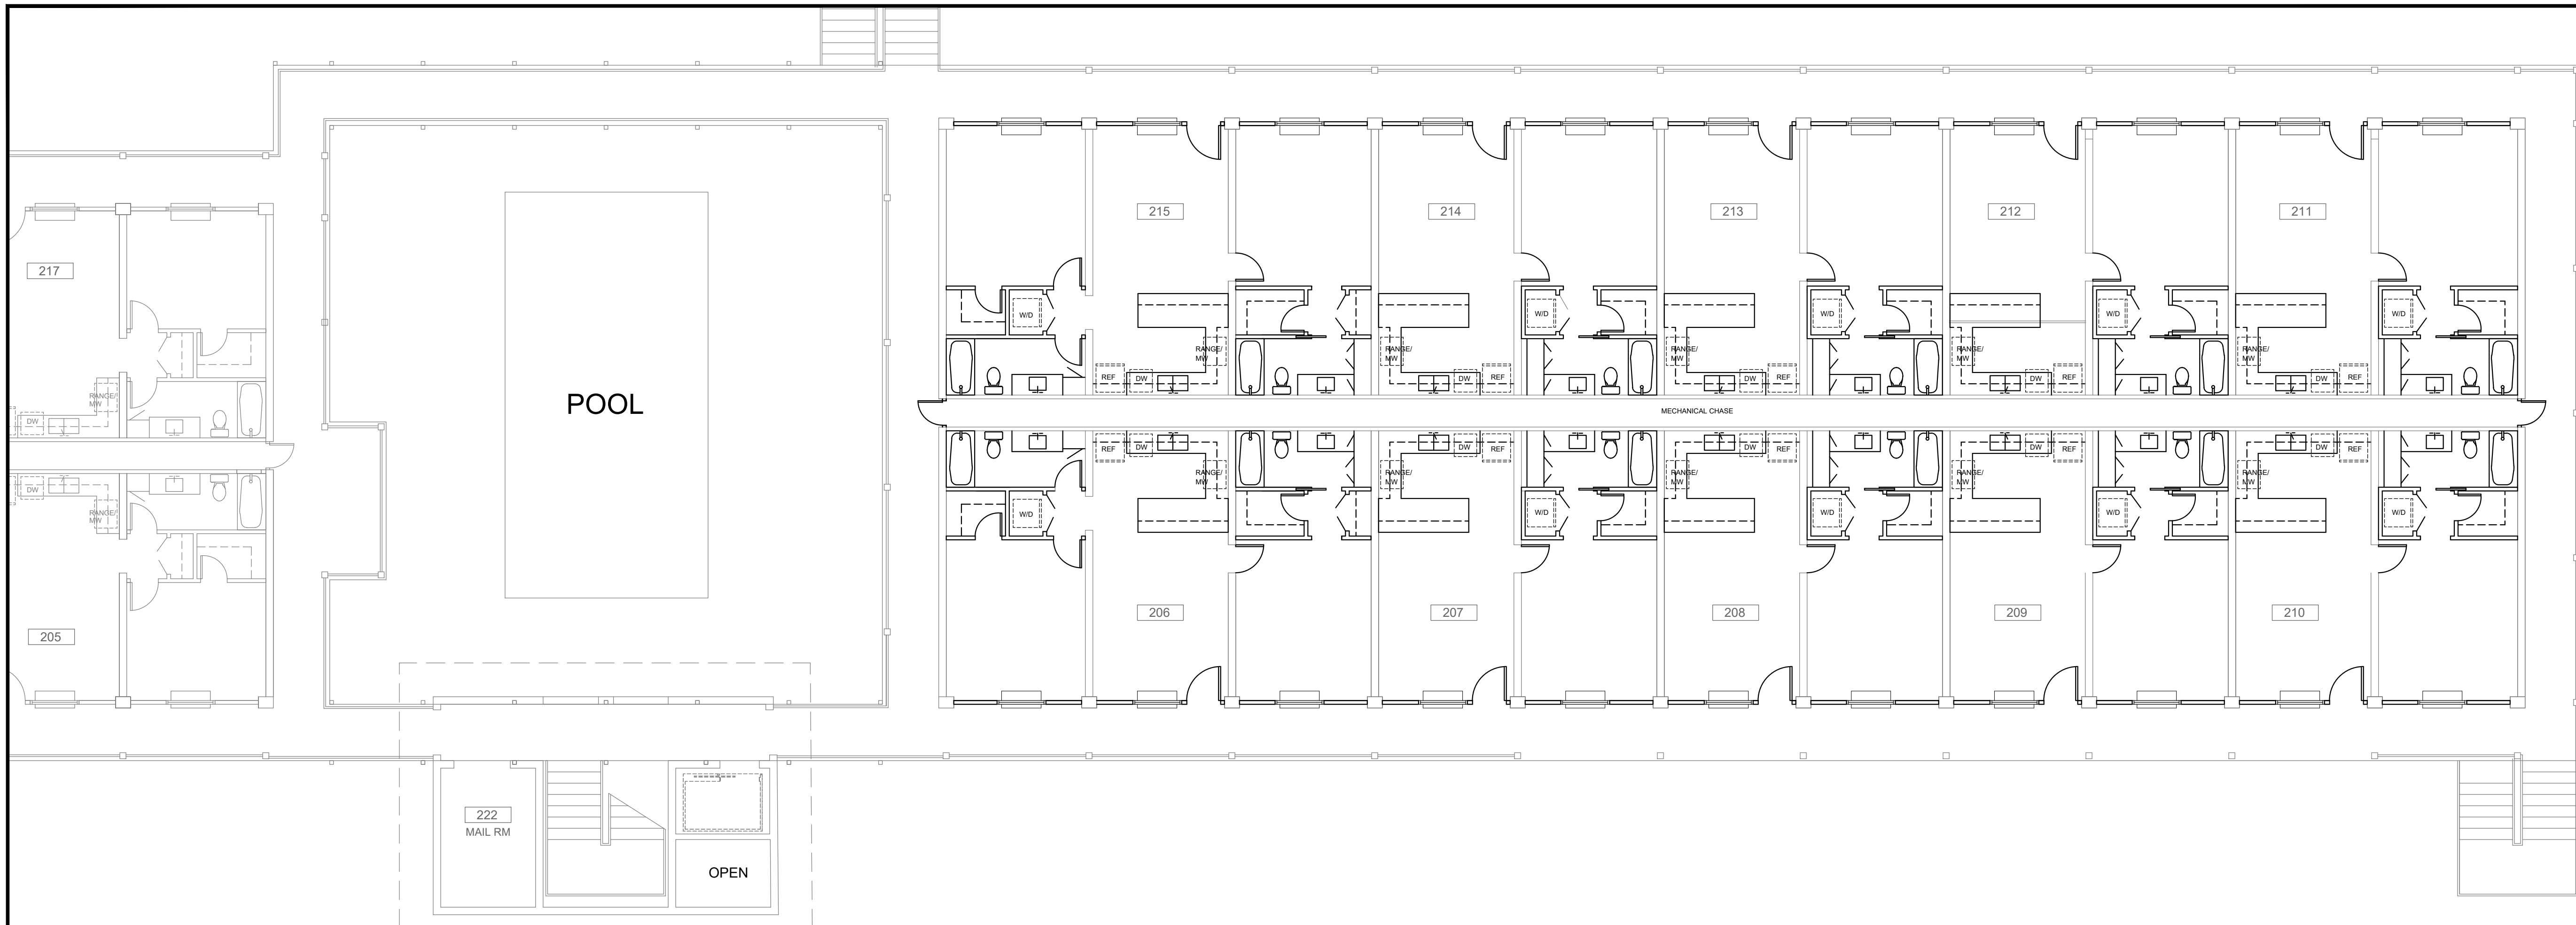 215
214
213
212
211
217
W/D
W/D
W/D
W/D
W/D
RANGE/
MW
RANGE/
MW
RANGE/
MW
RANGE/
MW
RANGE/
MW
REF
DW
DW
REF
DW
REF
DW
REF
DW
REF
RANGE/
MW
POOL
MECHANICAL CHASE
DW
REF
DW
DW
REF
DW
REF
DW
REF
DW
REF
RANGE/
MW
RANGE/
MW
RANGE/
MW
RANGE/
MW
RANGE/
MW
DW
RANGE/
MW
W/D
W/D
W/D
W/D
W/D
206
207
208
209
210
205
222
MAIL RM
OPEN